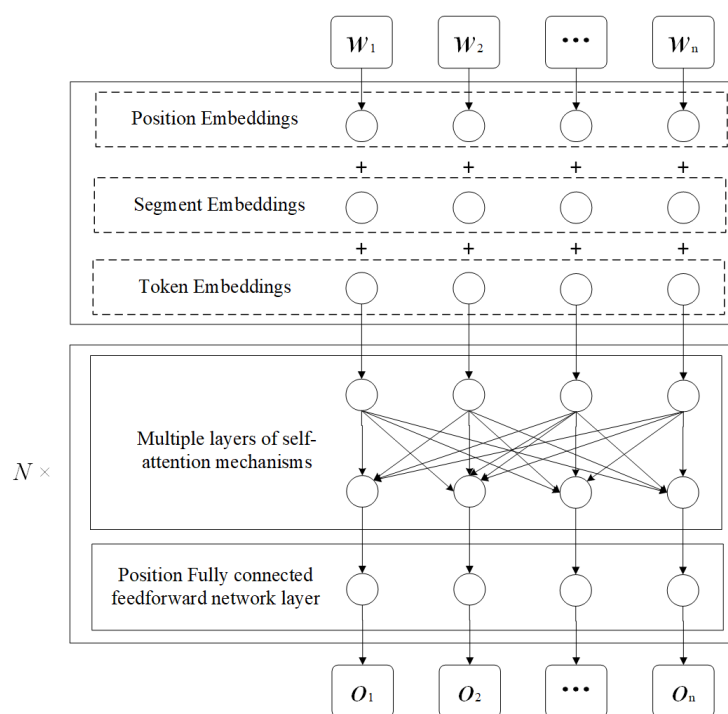 w1 w2 ••• wn
Position Embeddings
+ + + +
Segment Embeddings
+ + + +
Token Embeddings
Multiple layers of self-
attention mechanisms
N ×
Position Fully connected
feedforward network layer
o1 o2 ••• on